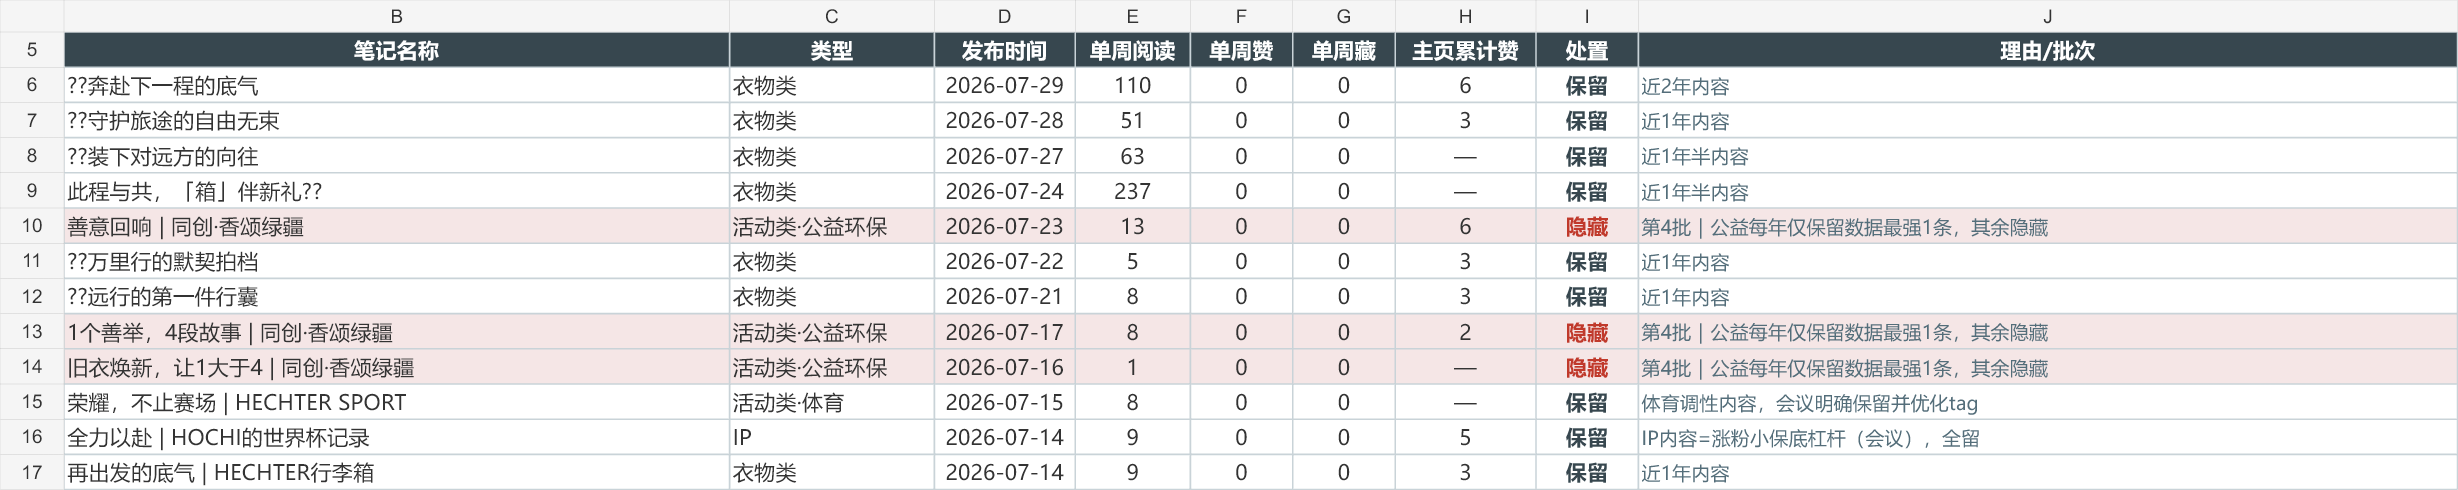 B C D E F G H I J
5 笔记名称 类型 发布时间 单周阅读 单周赞 单周藏 主页累计赞 处置 理由/批次
6 ??奔赴下一程的底气 衣物类 2026-07-29 110 0 0 6 保留 近2年内容
7 ??守护旅途的自由无束 衣物类 2026-07-28 51 0 0 3 保留 近1年内容
8 ??装下对远方的向往 衣物类 2026-07-27 63 0 0 — 保留 近1年半内容
9 此程与共，「箱」伴新礼?? 衣物类 2026-07-24 237 0 0 — 保留 近1年半内容
10 善意回响 | 同创·香颂绿疆 活动类·公益环保 2026-07-23 13 0 0 6 隐藏 第4批 | 公益每年仅保留数据最强1条，其余隐藏
11 ??万里行的默契拍档 衣物类 2026-07-22 5 0 0 3 保留 近1年内容
12 ??远行的第一件行囊 衣物类 2026-07-21 8 0 0 3 保留 近1年内容
13 1个善举，4段故事 | 同创·香颂绿疆 活动类·公益环保 2026-07-17 8 0 0 2 隐藏 第4批 | 公益每年仅保留数据最强1条，其余隐藏
14 旧衣焕新，让1大于4 | 同创·香颂绿疆 活动类·公益环保 2026-07-16 1 0 0 — 隐藏 第4批 | 公益每年仅保留数据最强1条，其余隐藏
15 荣耀，不止赛场 | HECHTER SPORT 活动类·体育 2026-07-15 8 0 0 — 保留 体育调性内容，会议明确保留并优化tag
16 全力以赴 | HOCHI的世界杯记录 IP 2026-07-14 9 0 0 5 保留 IP内容=涨粉小保底杠杆（会议），全留
17 再出发的底气 | HECHTER行李箱 衣物类 2026-07-14 9 0 0 3 保留 近1年内容